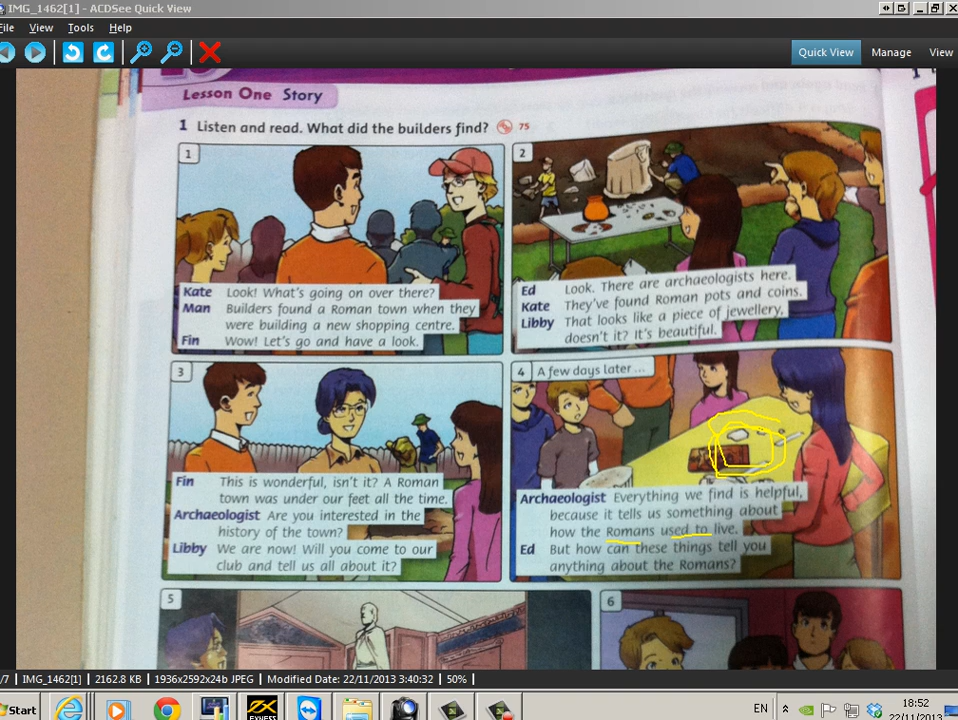 IMG_1462[1] - ACDSee Quick View
File View Tools Help
Quick View Manage View
Lesson One Story
1 Listen and read. What did the builders find? 75
1
Kate Look! What's going on over there?
Man Builders found a Roman town when they
were building a new shopping centre.
Fin Wow! Let's go and have a look.
2
Ed Look. There are archaeologists here.
Kate They've found Roman pots and coins.
Libby That looks like a piece of jewellery,
doesn't it? It's beautiful.
3
Fin This is wonderful, isn't it? A Roman
town was under our feet all the time.
Archaeologist Are you interested in the
history of the town?
Libby We are now! Will you come to our
club and tell us all about it?
4 A few days later ...
Archaeologist Everything we find is helpful,
because it tells us something about
how the Romans used to live.
Ed But how can these things tell you
anything about the Romans?
5
6
/7 IMG_1462[1] 2162.8 KB 1936x2592x24b JPEG Modified Date: 22/11/2013 3:40:32 50%
Start EXNESS EN 18:52
22/11/2013